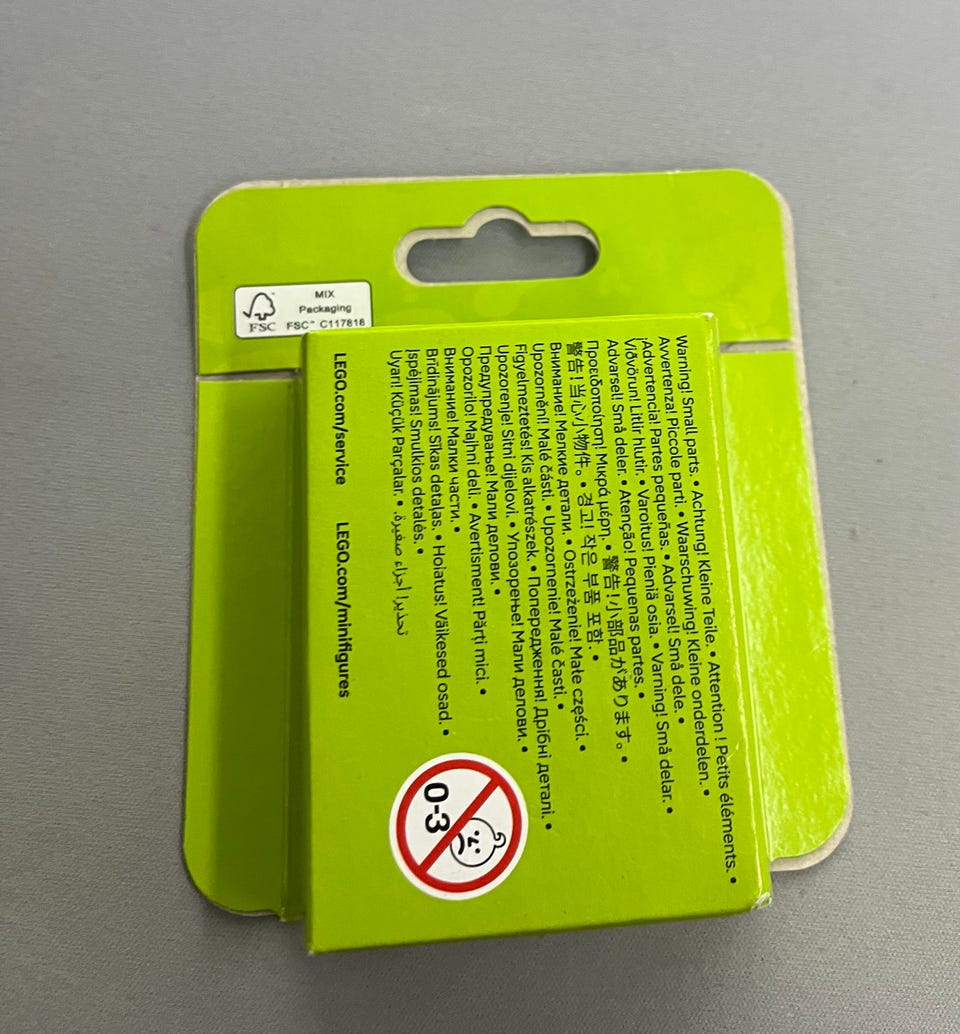 MIX
Packaging
FSC FSC™ C117818
Warning! Small parts. • Achtung! Kleine Teile. • Attention ! Petits éléments. •
Avvertenza! Piccole parti. • Waarschuwing! Kleine onderdelen. •
¡Advertencia! Partes pequeñas. • Advarsel! Små dele. •
Viðvörun! Litlir hlutir. • Varoitus! Pieniä osia. • Varning! Små delar. •
Advarsel! Små deler. • Atenção! Pequenas partes. •
Προειδοποίηση! Μικρά μέρη. • 警告!小部品があります。 •
警告!当心小物件。 • 경고! 작은 부품 포함. •
Внимание! Мелкие детали. • Ostrzeżenie! Małe części. •
Upozornění! Malé části. • Upozornenie! Malé časti. •
Figyelmeztetés! Kis alkatrészek. • Попередження! Дрібні деталі. •
Upozorenje! Sitni dijelovi. • Упозорење! Мали делови. •
Предупредување! Мали делови. •
Opozorilo! Majhni deli. • Avertisment! Părți mici. •
Внимание! Малки части. •
Brīdinājums! Sīkas detaļas. • Hoiatus! Väikesed osad. •
Įspėjimas! Smulkios detalės. •
Uyarı! Küçük Parçalar. • تحذير! أجزاء صغيرة.
LEGO.com/service LEGO.com/minifigures
0-3